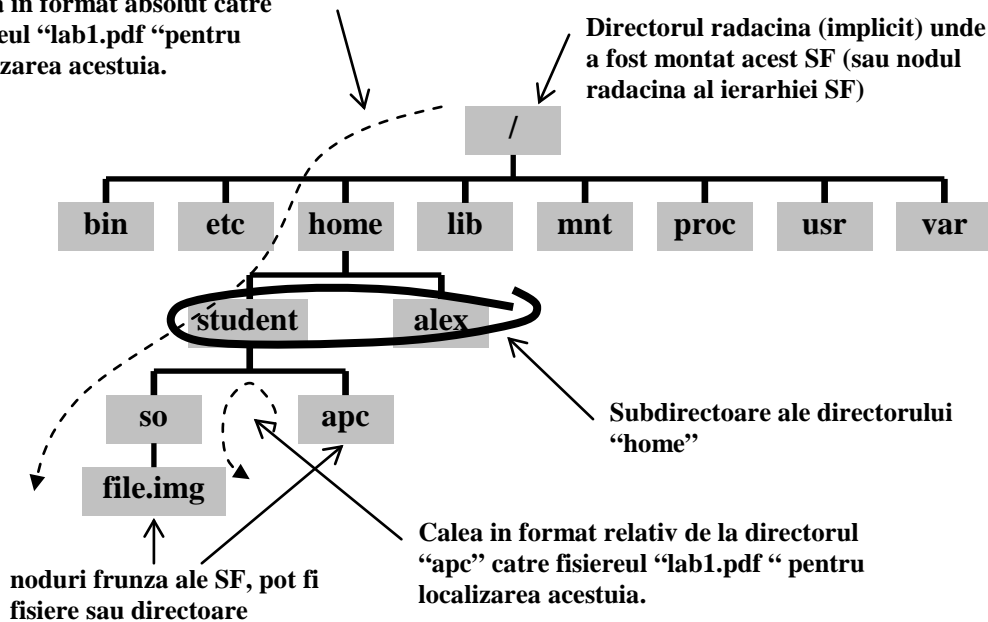 in format absolut catre
“lab1.pdf “pentru
acestuia.
Directorul radacina (implicit) unde
a fost montat acest SF (sau nodul
radacina al ierarhiei SF)
/
bin etc home lib mnt proc usr var
student alex
so apc
file.img
Subdirectoare ale directorului
“home”
Calea in format relativ de la directorul
“apc” catre fisiereul “lab1.pdf “ pentru
localizarea acestuia.
noduri frunza ale SF, pot fi
fisiere sau directoare